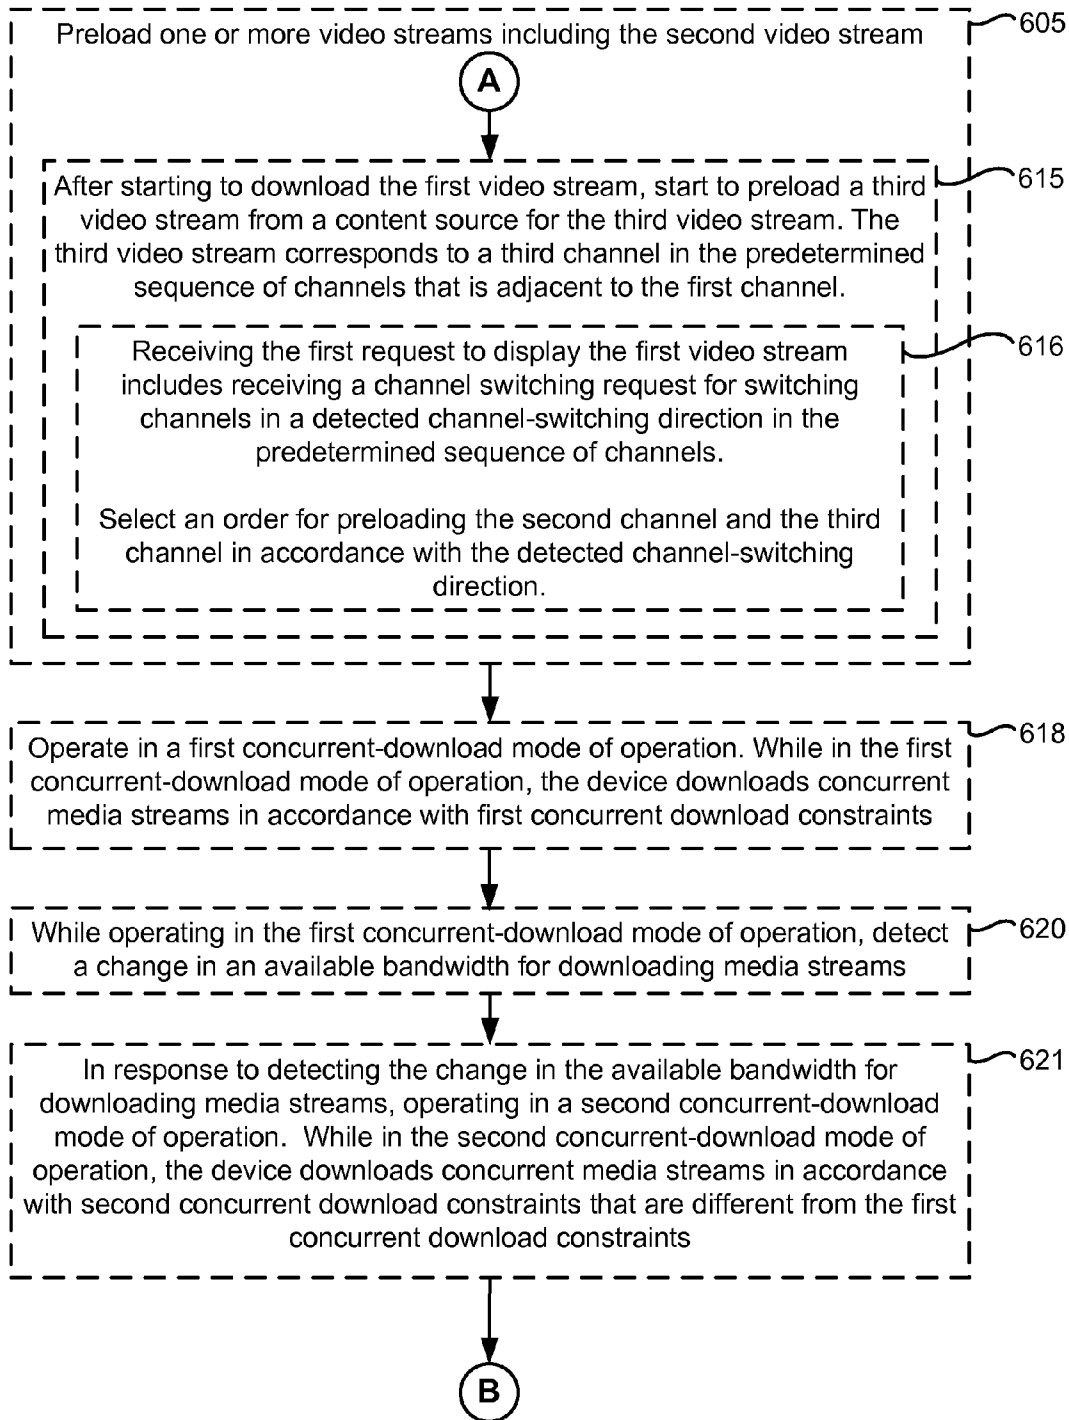 Preload one or more video streams including the second video stream
605
A
After starting to download the first video stream, start to preload a third
video stream from a content source for the third video stream. The
third video stream corresponds to a third channel in the predetermined
sequence of channels that is adjacent to the first channel.
615
Receiving the first request to display the first video stream
includes receiving a channel switching request for switching
channels in a detected channel-switching direction in the
predetermined sequence of channels.
616
Select an order for preloading the second channel and the third
channel in accordance with the detected channel-switching
direction.
Operate in a first concurrent-download mode of operation. While in the first
concurrent-download mode of operation, the device downloads concurrent
media streams in accordance with first concurrent download constraints
618
While operating in the first concurrent-download mode of operation, detect
a change in an available bandwidth for downloading media streams
620
In response to detecting the change in the available bandwidth for
downloading media streams, operating in a second concurrent-download
mode of operation.  While in the second concurrent-download mode of
operation, the device downloads concurrent media streams in accordance
with second concurrent download constraints that are different from the first
concurrent download constraints
621
B